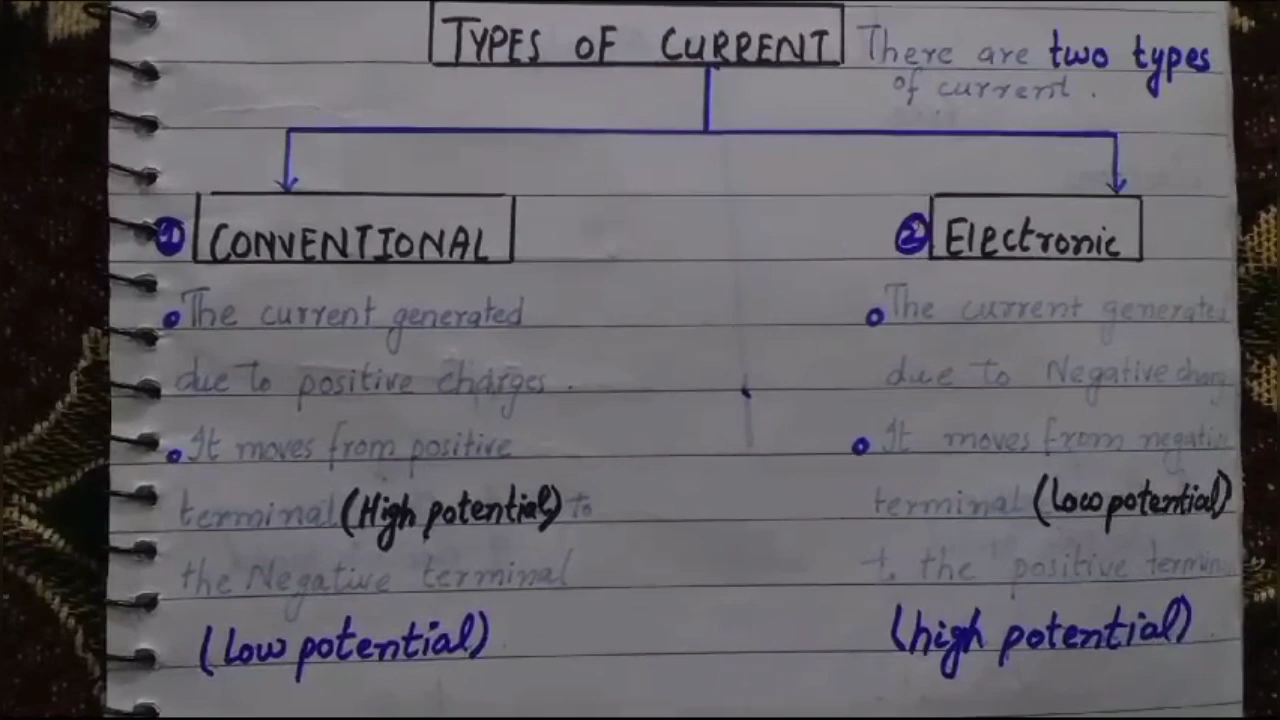 TYPES OF CURRENT There are two types
of current.
① CONVENTIONAL
• The current generated
due to positive charges.
• It moves from positive
terminal (High potential) to
the Negative terminal
(Low potential)
② Electronic
• The current generated
due to Negative charg
• It moves from negative
terminal (Low potential)
to the positive termin
(high potential)